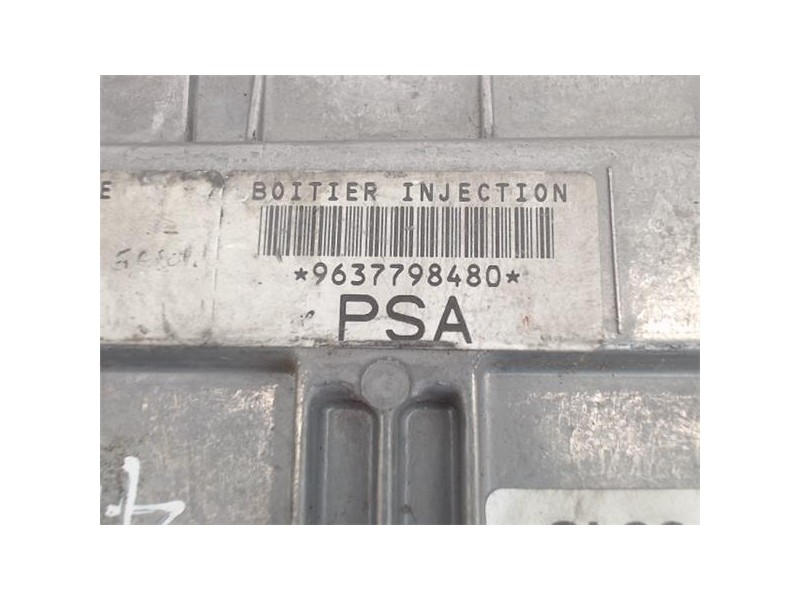 E BOITIER INJECTION
*9637798480*
PSA